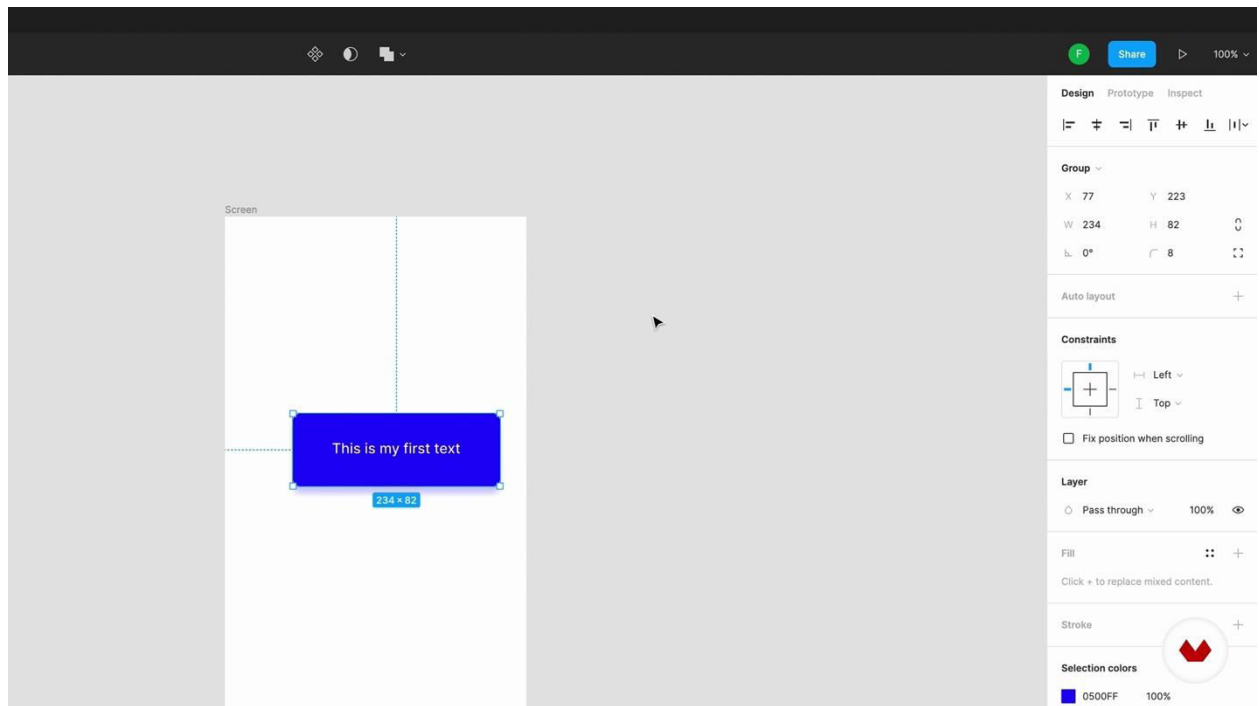 F
Share
100%
Design Prototype Inspect
Group
X 77 Y 223
W 234 H 82
0° 8
Auto layout
Constraints
Left
Top
Fix position when scrolling
Layer
Pass through 100%
Fill
Click + to replace mixed content.
Stroke
Selection colors
0500FF 100%
Screen
This is my first text
234 × 82